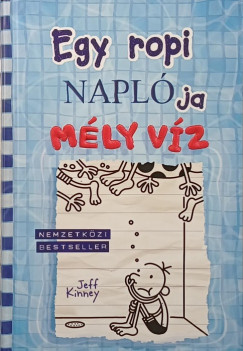 Egy ropi
NAPLÓja
MÉLY VÍZ
NEMZETKÖZI
BESTSELLER
Jeff
Kinney